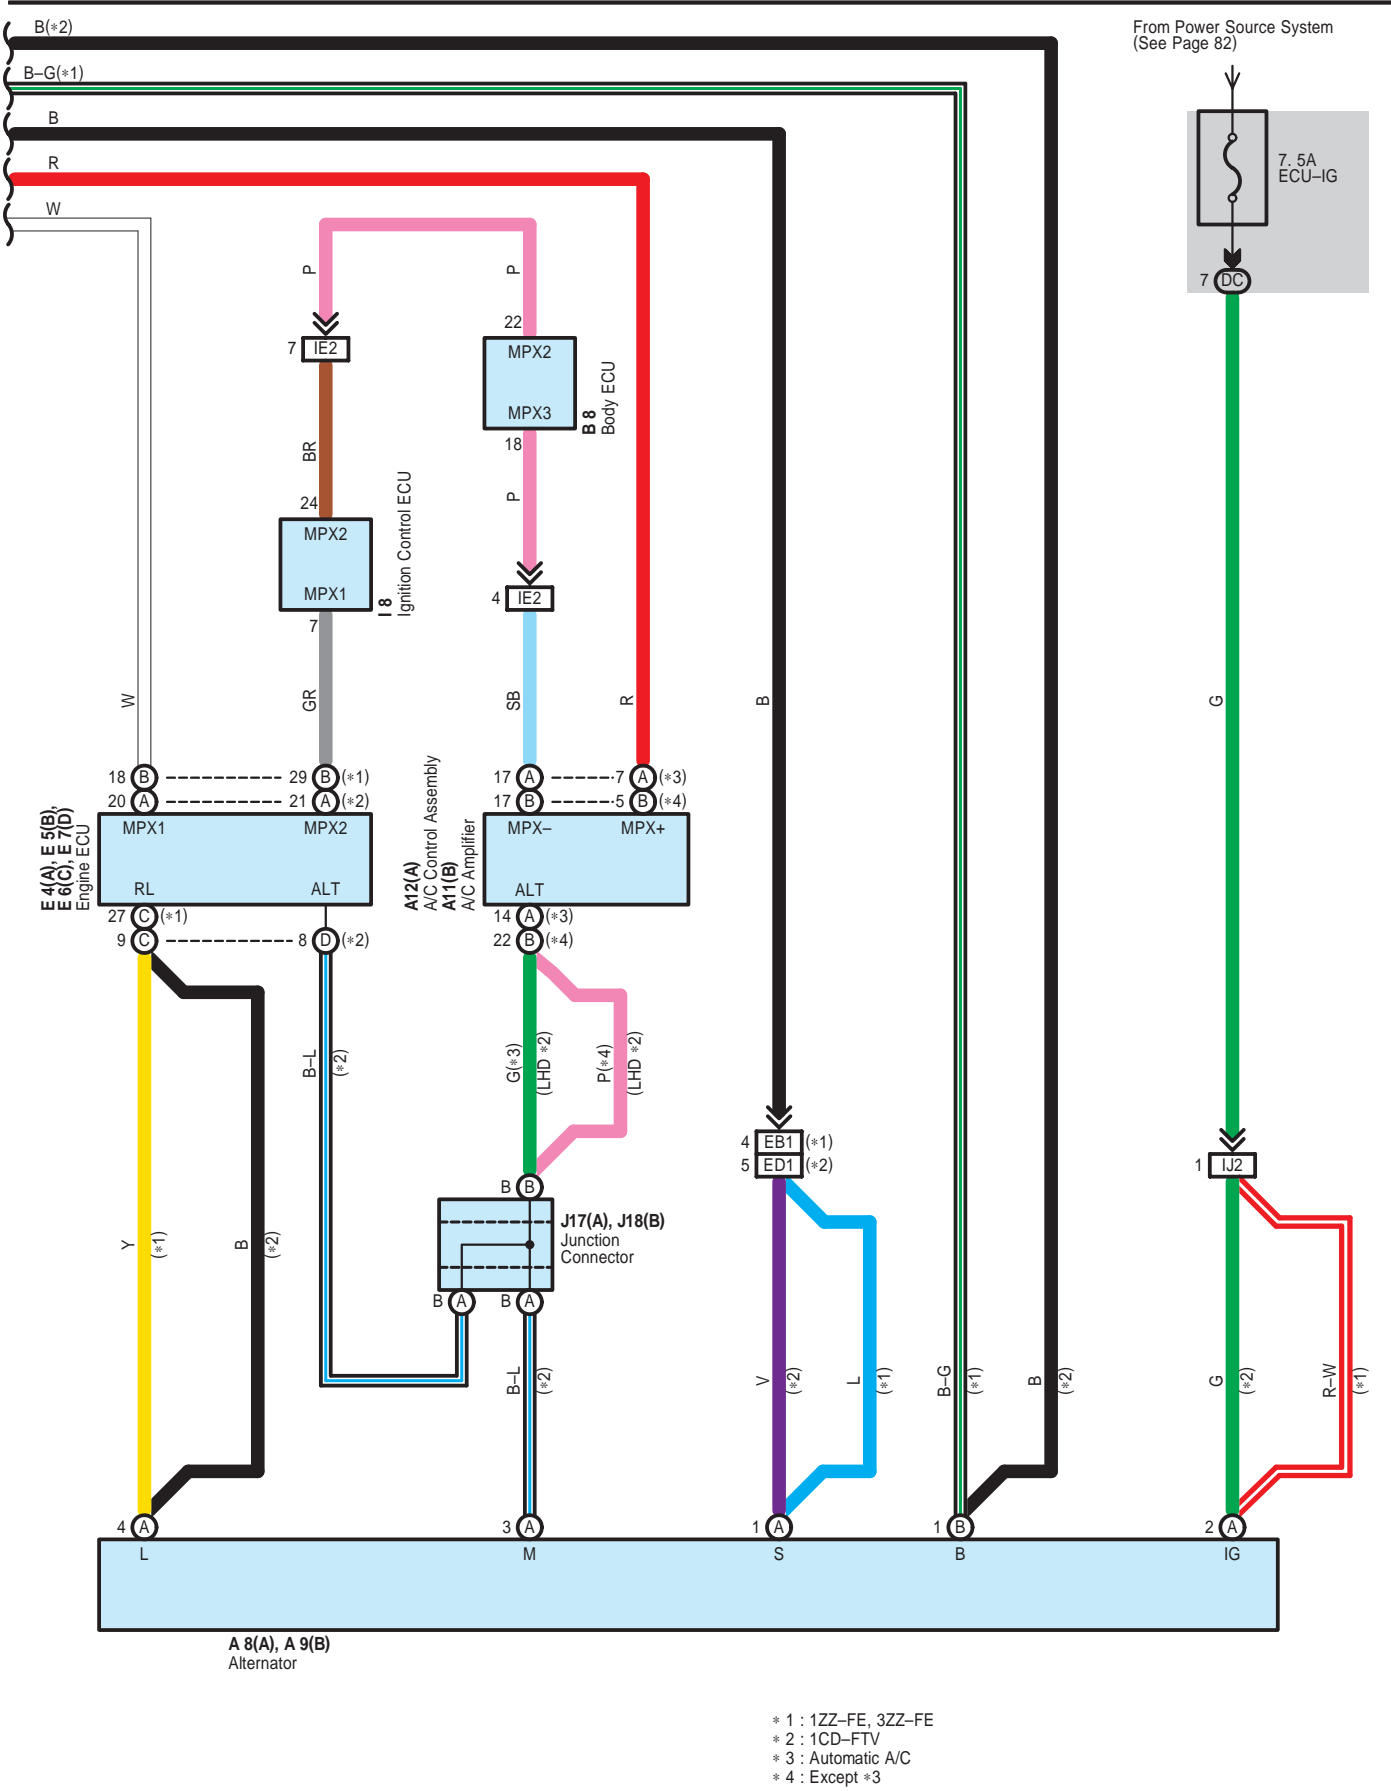 B(∗2)
From Power Source System
(See Page 82)
B–G(∗1)
B
R
W
7. 5A
ECU–IG
7 DC
P
P
22
7 IE2
MPX2
MPX3
B 8
Body ECU
18
BR
P
24
MPX2
MPX1
I 8
Ignition Control ECU
4 IE2
7
W
GR
SB
R
B
G
18 B 29 B (∗1)
20 A 21 A (∗2)
17 A 7 A (∗3)
17 B 5 B (∗4)
MPX1 MPX2
RL ALT
E 4(A), E 5(B),
E 6(C), E 7(D)
Engine ECU
MPX– MPX+
ALT
A12(A)
A/C Control Assembly
A11(B)
A/C Amplifier
27 C (∗1)
9 C 8 D (∗2)
14 A (∗3)
22 B (∗4)
B–L
(∗2)
G(∗3)
(LHD ∗2)
P(∗4)
(LHD ∗2)
4 EB1 (∗1)
5 ED1 (∗2)
1 IJ2
B B
J17(A), J18(B)
Junction
Connector
B A B A
Y
(∗1)
B
(∗2)
B–L
(∗2)
V
(∗2)
L
(∗1)
B–G
(∗1)
B
(∗2)
G
(∗2)
R–W
(∗1)
4 A 3 A 1 A 1 B 2 A
L M S B IG
A 8(A), A 9(B)
Alternator
∗ 1 : 1ZZ–FE, 3ZZ–FE
∗ 2 : 1CD–FTV
∗ 3 : Automatic A/C
∗ 4 : Except ∗3